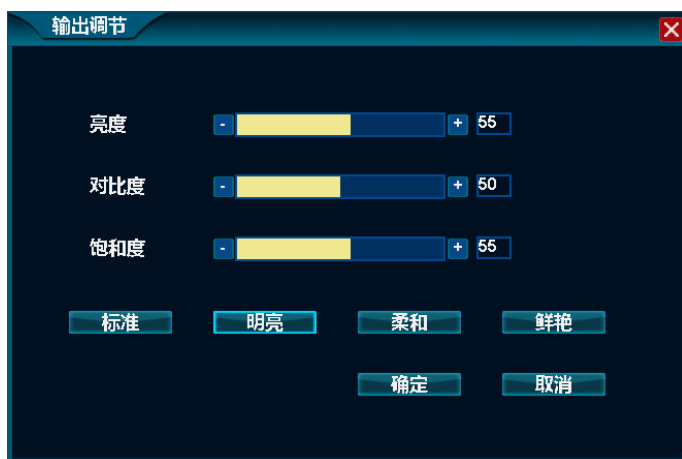 输出调节
亮度 - + 55
对比度 - + 50
饱和度 - + 55
标准 明亮 柔和 鲜艳
确定 取消